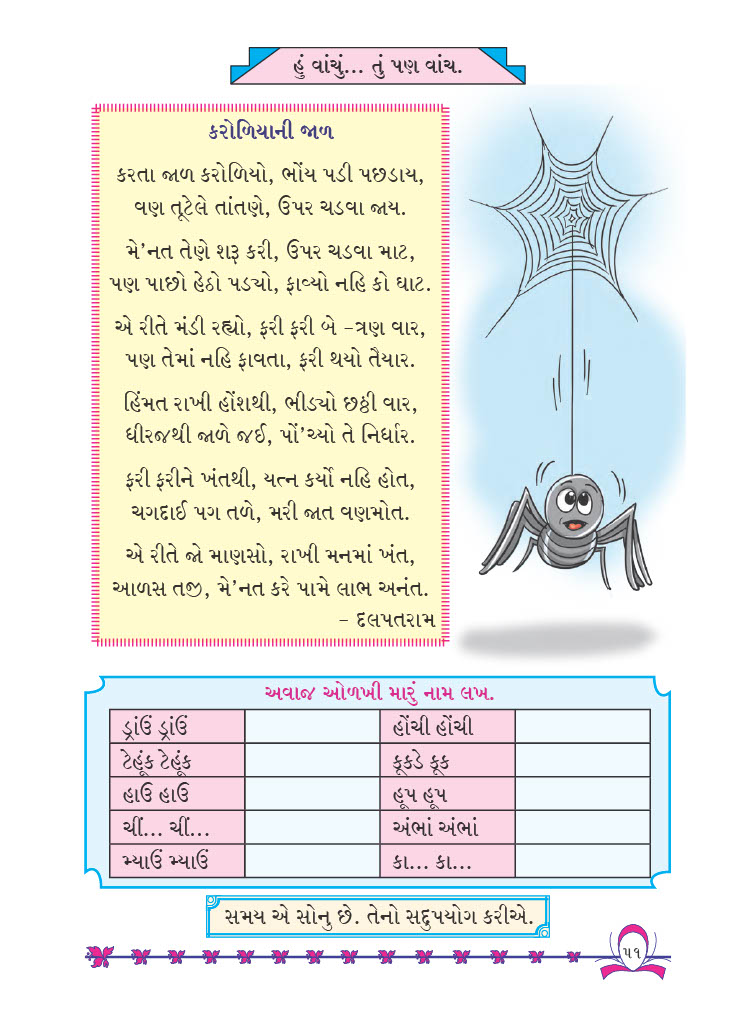 હું વાંચું... તું પણ વાંચ.
કરોળિયાની જાળ
કરતા જાળ કરોળિયો, ભોંય પડી પછડાય,
વણ તૂટેલે તાંતણે, ઉપર ચડવા જાય.
મે’નત તેણે શરૂ કરી, ઉપર ચડવા માટ,
પણ પાછો હેઠો પડ્યો, ફાવ્યો નહિ કો ઘાટ.
એ રીતે મંડી રહ્યો, ફરી ફરી બે –ત્રણ વાર,
પણ તેમાં નહિ ફાવતા, ફરી થયો તૈયાર.
હિંમત રાખી હોંશથી, ભીડ્યો છઠ્ઠી વાર,
ધીરજથી જાળે જઈ, પોં’ચ્યો તે નિર્ધાર.
ફરી ફરીને ખંતથી, યત્ન કર્યો નહિ હોત,
ચગદાઈ પગ તળે, મરી જાત વણમોત.
એ રીતે જો માણસો, રાખી મનમાં ખંત,
આળસ તજી, મે’નત કરે પામે લાભ અનંત.
– દલપતરામ
અવાજ ઓળખી મારું નામ લખ.
ડ્રાંઉં ડ્રાંઉં હોંચી હોંચી
ટેહૂંક ટેહૂંક કૂકડે કૂક
હાઉ હાઉ હૂપ હૂપ
ચીં... ચીં... અંભાં અંભાં
મ્યાઉં મ્યાઉં કા... કા...
સમય એ સોનુ છે. તેનો સદુપયોગ કરીએ.
૫૧